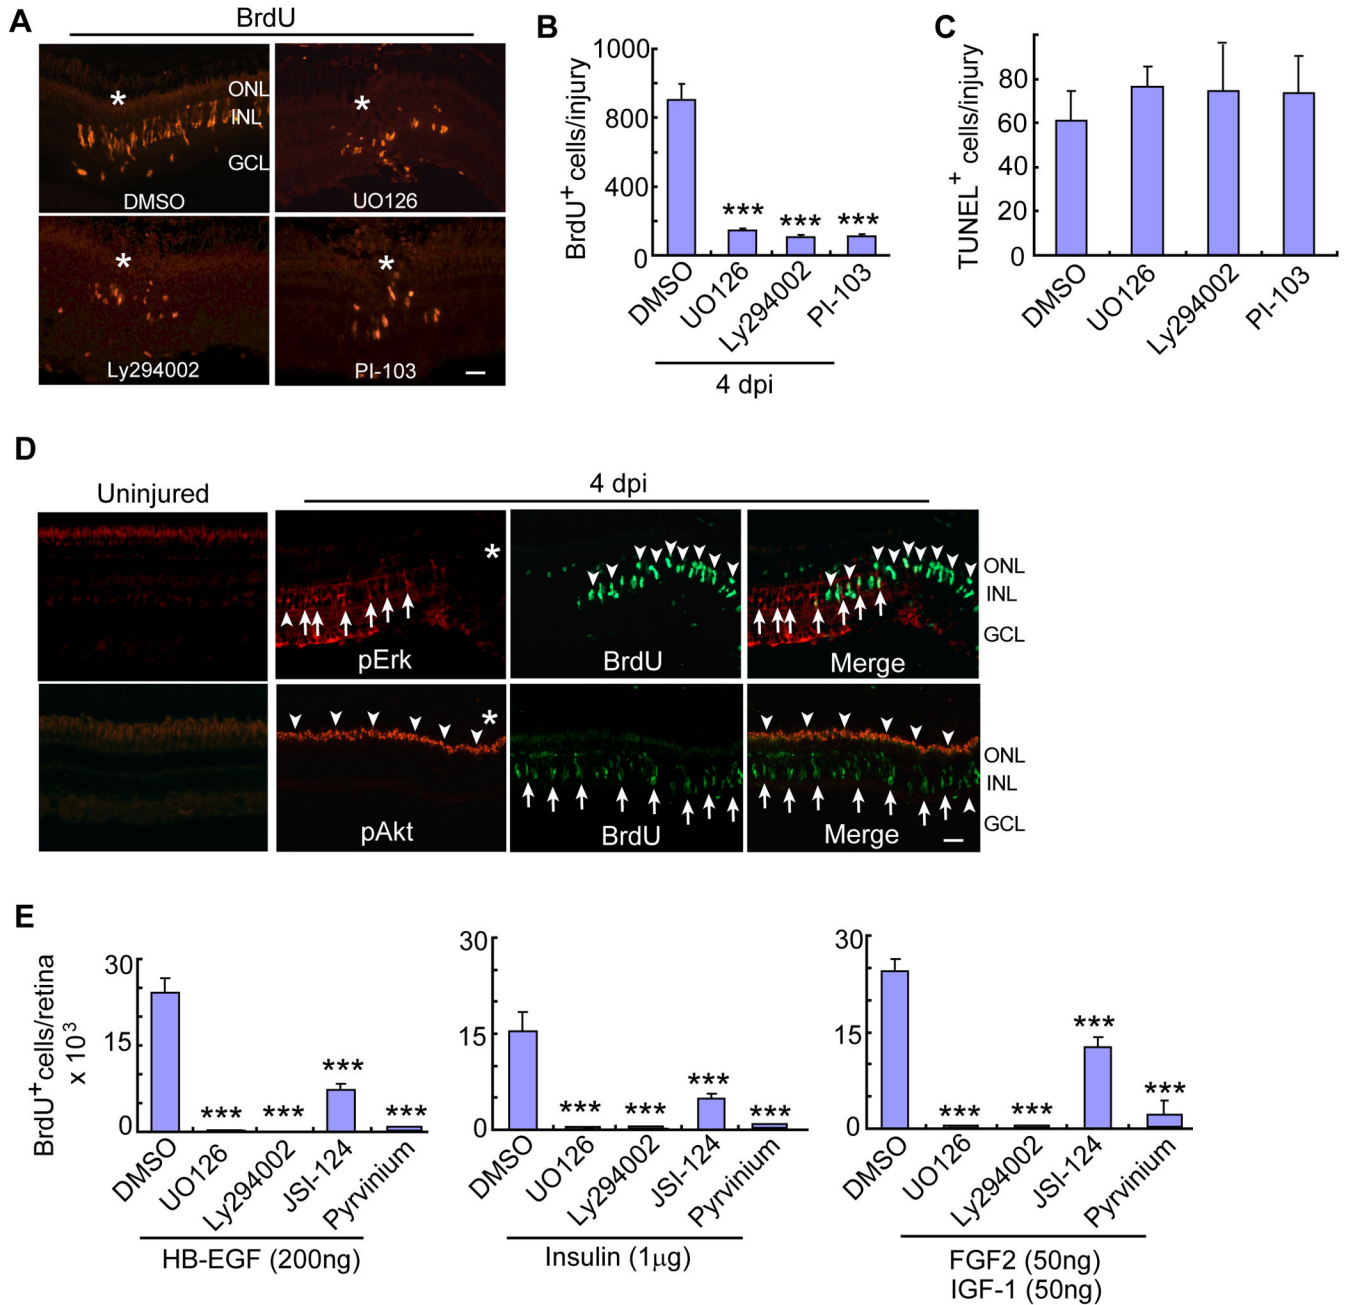 A
BrdU
ONL
INL
GCL
DMSO
UO126
Ly294002
PI-103
B
BrdU+ cells/injury
1000
800
400
200
0
DMSO
UO126
Ly294002
PI-103
***
***
***
4 dpi
C
TUNEL+ cells/injury
80
60
40
20
0
DMSO
UO126
Ly294002
PI-103
D
Uninjured
4 dpi
pErk
BrdU
Merge
ONL
INL
GCL
pAkt
BrdU
Merge
ONL
INL
GCL
E
BrdU+ cells/retina
x 10³
30
15
0
***
***
***
***
DMSO
UO126
Ly294002
JSI-124
Pyrvinium
HB-EGF (200ng)
30
15
0
***
***
***
***
DMSO
UO126
Ly294002
JSI-124
Pyrvinium
Insulin (1μg)
30
15
0
***
***
***
***
DMSO
UO126
Ly294002
JSI-124
Pyrvinium
FGF2 (50ng)
IGF-1 (50ng)